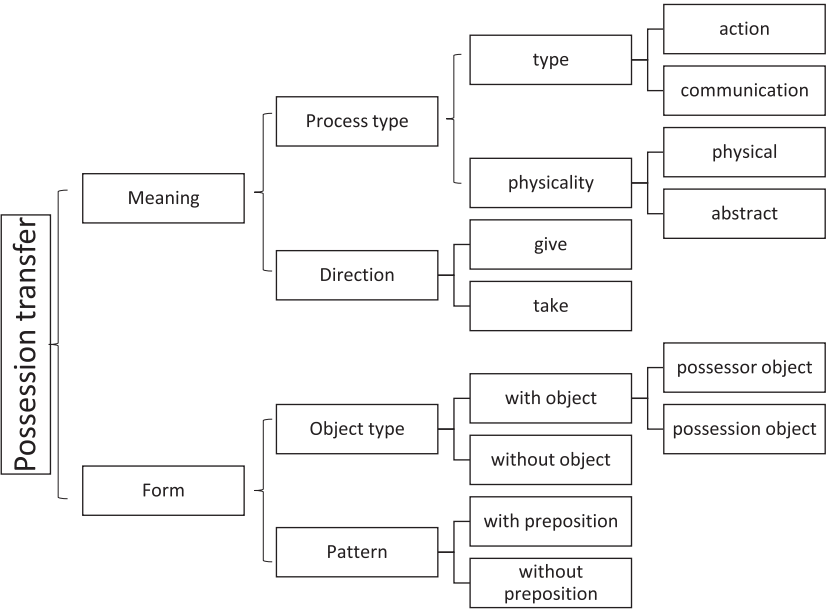 Possession transfer
Meaning
Process type
type
action
communication
physicality
physical
abstract
Direction
give
take
Form
Object type
with object
possessor object
possession object
without object
Pattern
with preposition
without
preposition